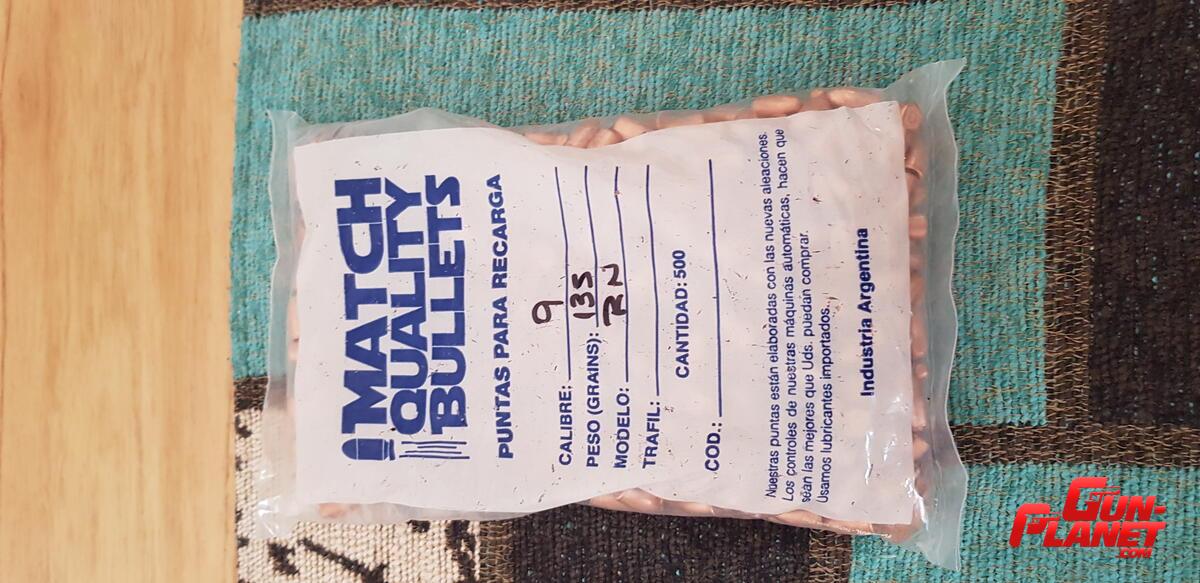 MATCH
QUALITY
BULLETS
PUNTAS PARA RECARGA
CALIBRE: 9
PESO (GRAINS): 135
MODELO: RN
TRAFIL:
CANTIDAD: 500
COD.:
Nuestras puntas están elaboradas con las nuevas aleaciones.
Los controles de nuestras máquinas automáticas, hacen que
séan las mejores que Uds. puedan comprar.
Usamos lubricantes importados.
Industria Argentina
GUN-
PLANET
.COM